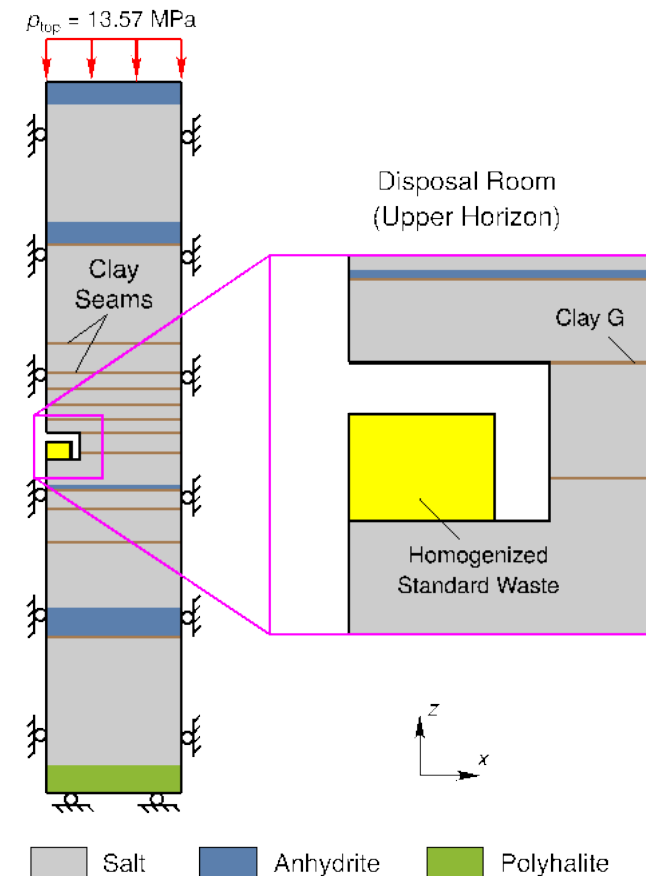 p_top = 13.57 MPa
Disposal Room
(Upper Horizon)
Clay
Seams
Clay G
Homogenized
Standard Waste
z
x
Salt
Anhydrite
Polyhalite